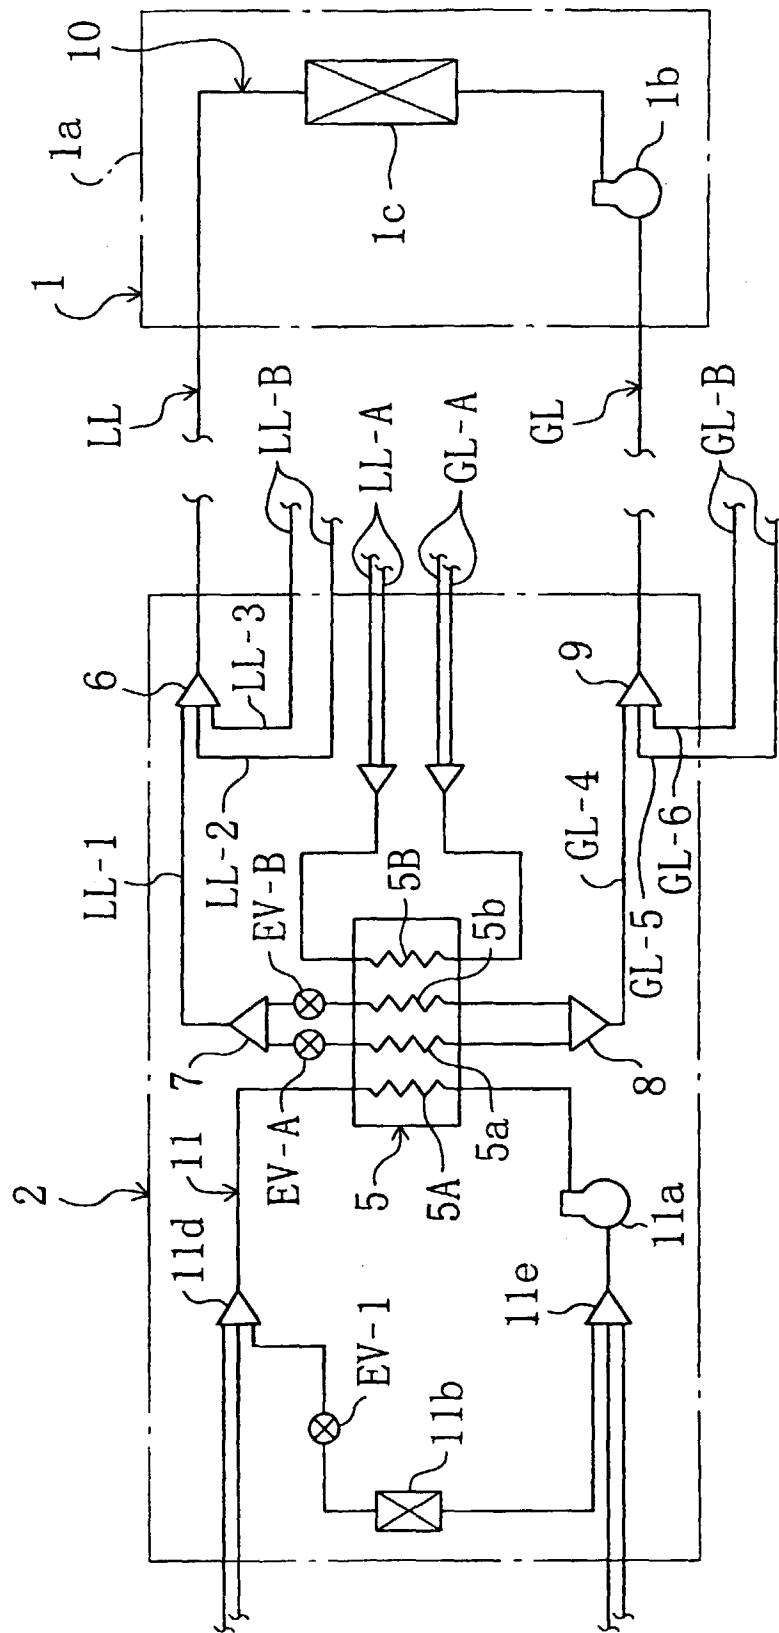 2
11d
11
7
LL-1
6
LL
1
1a
10
EV-A
EV-B
LL-2
LL-3
LL-B
EV-1
5
5A
5a
5b
5B
LL-A
GL-A
1c
11b
11e
11a
8
GL-4
9
GL
1b
GL-5
GL-6
GL-B